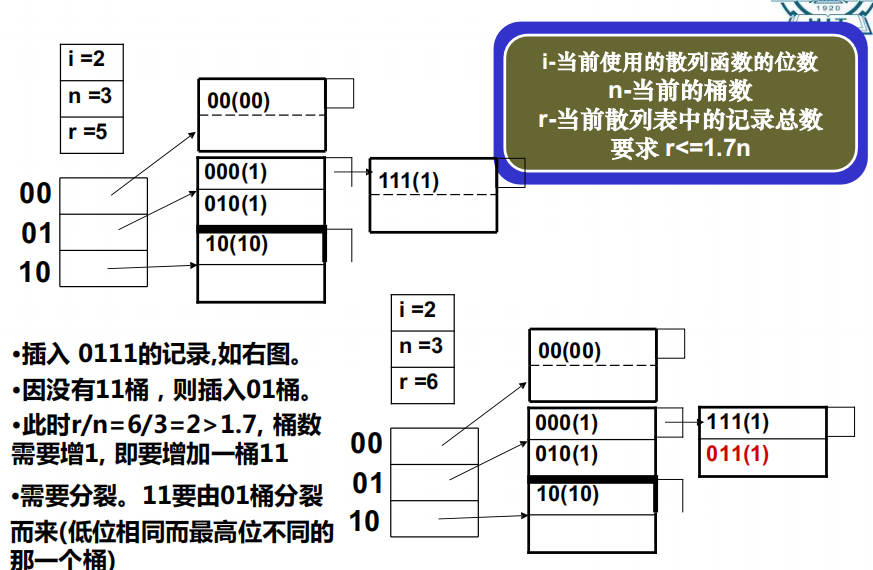 1920
HIT
i-当前使用的散列函数的位数
n-当前的桶数
r-当前散列表中的记录总数
要求 r<=1.7n
i =2
n =3
r =5
00(00)
000(1)
010(1)
10(10)
111(1)
00
01
10
•插入 0111的记录,如右图。
•因没有11桶，则插入01桶。
•此时r/n=6/3=2>1.7, 桶数
需要增1, 即要增加一桶11
•需要分裂。11要由01桶分裂
而来(低位相同而最高位不同的
那一个桶)
i =2
n =3
r =6
00(00)
000(1)
010(1)
10(10)
111(1)
011(1)
00
01
10